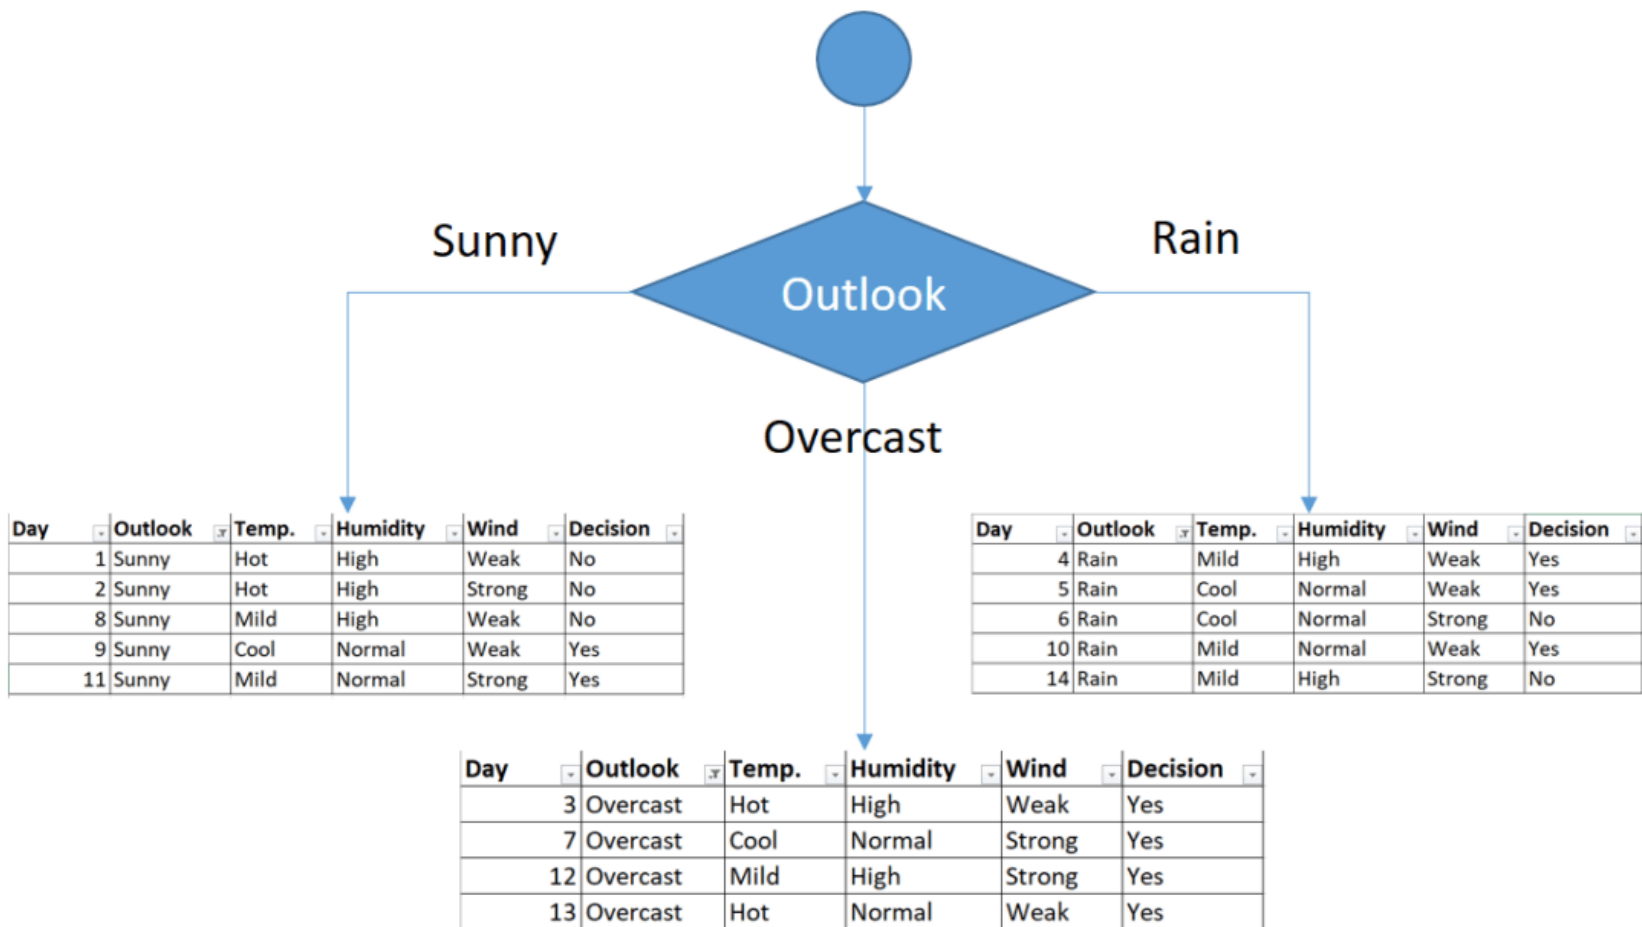 Sunny
Rain
Outlook
Overcast
Day Outlook Temp. Humidity Wind Decision
1 Sunny Hot High Weak No
2 Sunny Hot High Strong No
8 Sunny Mild High Weak No
9 Sunny Cool Normal Weak Yes
11 Sunny Mild Normal Strong Yes
Day Outlook Temp. Humidity Wind Decision
4 Rain Mild High Weak Yes
5 Rain Cool Normal Weak Yes
6 Rain Cool Normal Strong No
10 Rain Mild Normal Weak Yes
14 Rain Mild High Strong No
Day Outlook Temp. Humidity Wind Decision
3 Overcast Hot High Weak Yes
7 Overcast Cool Normal Strong Yes
12 Overcast Mild High Strong Yes
13 Overcast Hot Normal Weak Yes